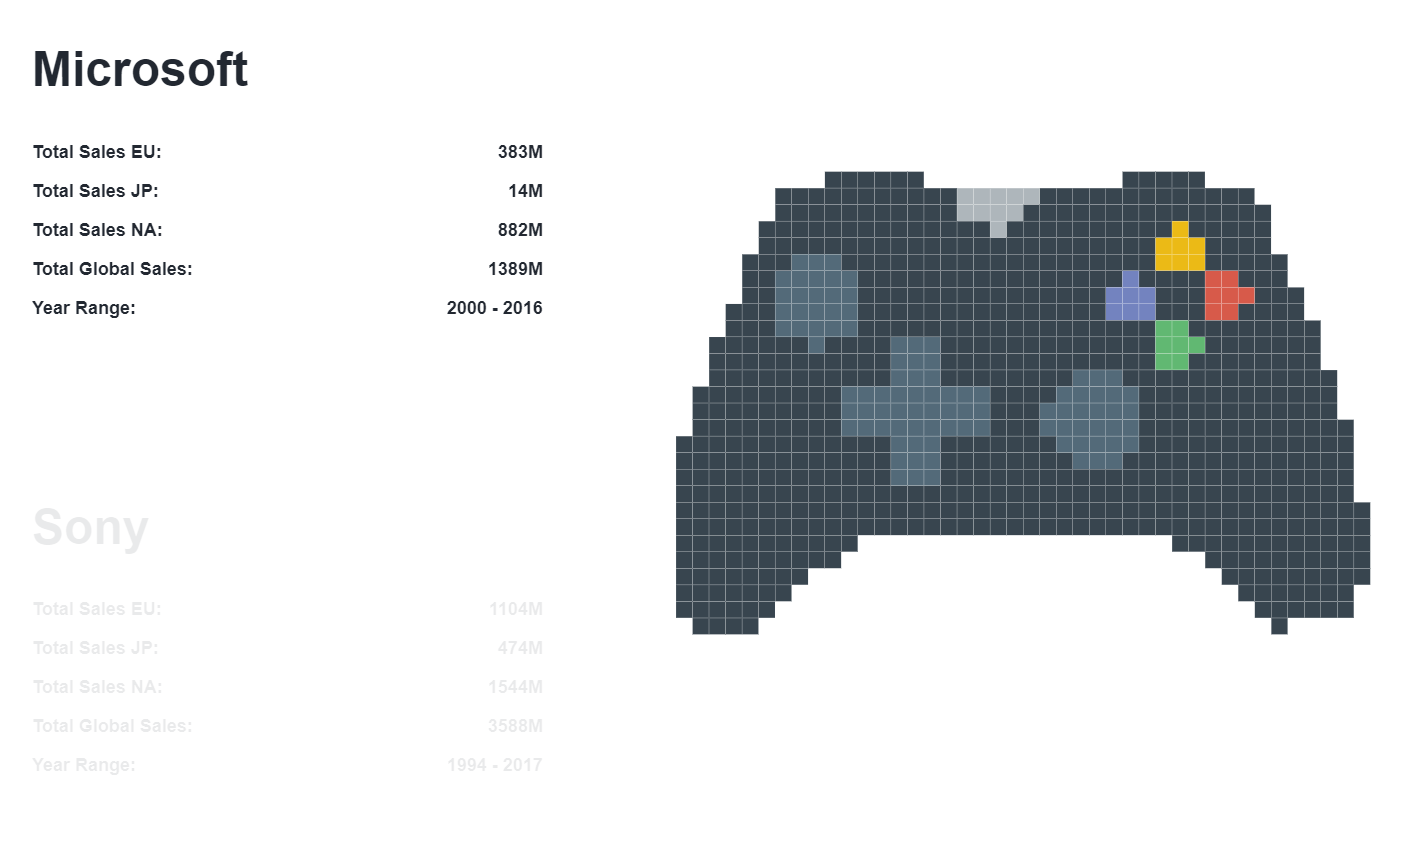 Microsoft
Total Sales EU: 383M
Total Sales JP: 14M
Total Sales NA: 882M
Total Global Sales: 1389M
Year Range: 2000 - 2016
Sony
Total Sales EU: 1104M
Total Sales JP: 474M
Total Sales NA: 1544M
Total Global Sales: 3588M
Year Range: 1994 - 2017